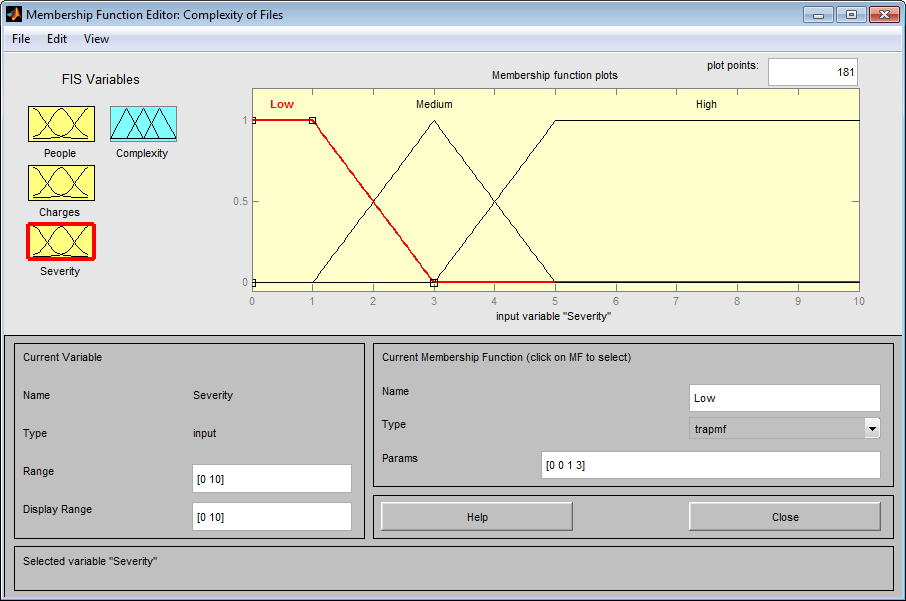 Membership Function Editor: Complexity of Files
File Edit View
FIS Variables
People
Complexity
Charges
Severity
plot points:
181
Membership function plots
Low
Medium
High
1
0.5
0
0 1 2 3 4 5 6 7 8 9 10
input variable "Severity"
Current Variable
Name Severity
Type input
Range [0 10]
Display Range [0 10]
Current Membership Function (click on MF to select)
Name Low
Type trapmf
Params [0 0 1 3]
Help
Close
Selected variable "Severity"